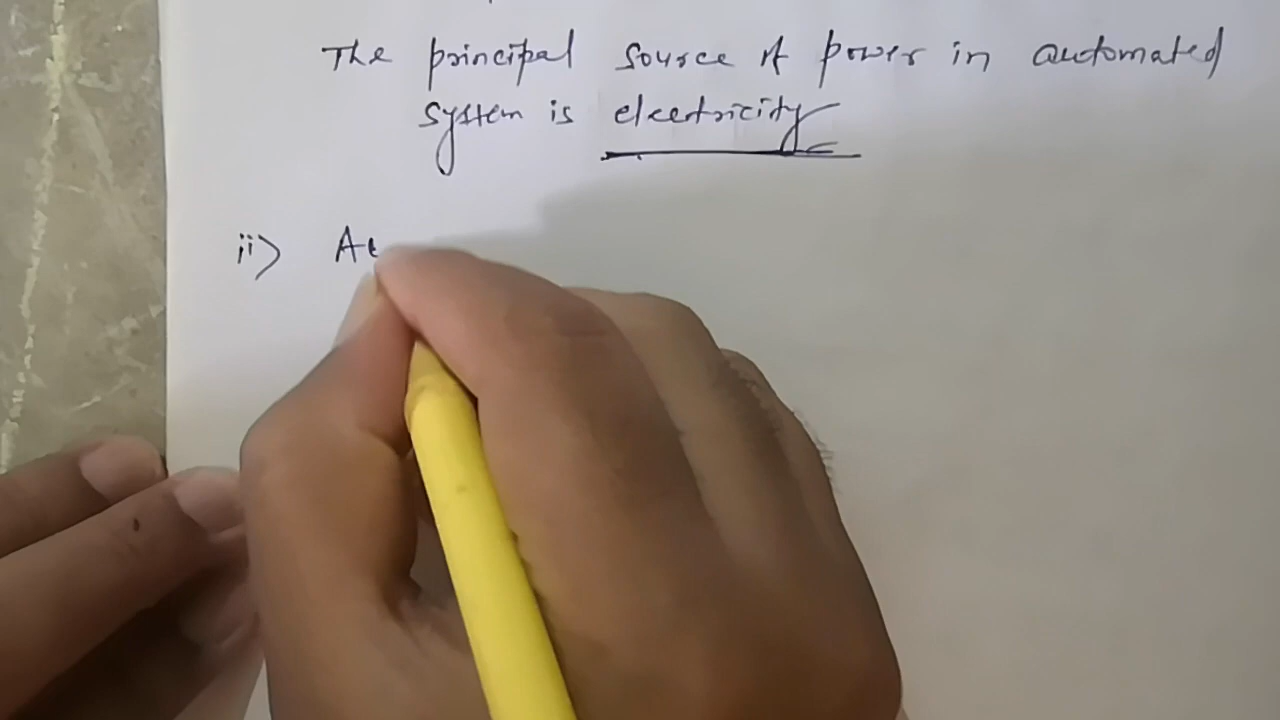 The principal source of power in automated
system is electricity
ii>